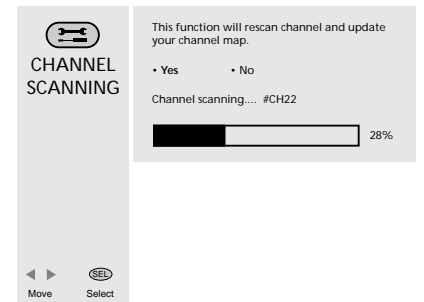 CHANNEL
SCANNING
This function will rescan channel and update
your channel map.
• Yes • No
Channel scanning.... #CH22
28%
SEL
Move Select